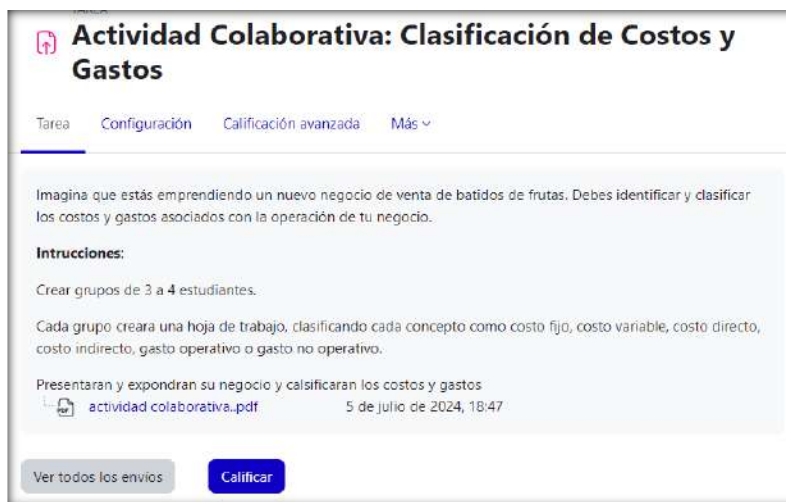 TAREA
Actividad Colaborativa: Clasificación de Costos y
Gastos
Tarea Configuración Calificación avanzada Más
Imagina que estás emprendiendo un nuevo negocio de venta de batidos de frutas. Debes identificar y clasificar
los costos y gastos asociados con la operación de tu negocio.
Intrucciones:
Crear grupos de 3 a 4 estudiantes.
Cada grupo creara una hoja de trabajo, clasificando cada concepto como costo fijo, costo variable, costo directo,
costo indirecto, gasto operativo o gasto no operativo.
Presentaran y expondran su negocio y calsificaran los costos y gastos
PDF actividad colaborativa..pdf 5 de julio de 2024, 18:47
Ver todos los envíos Calificar